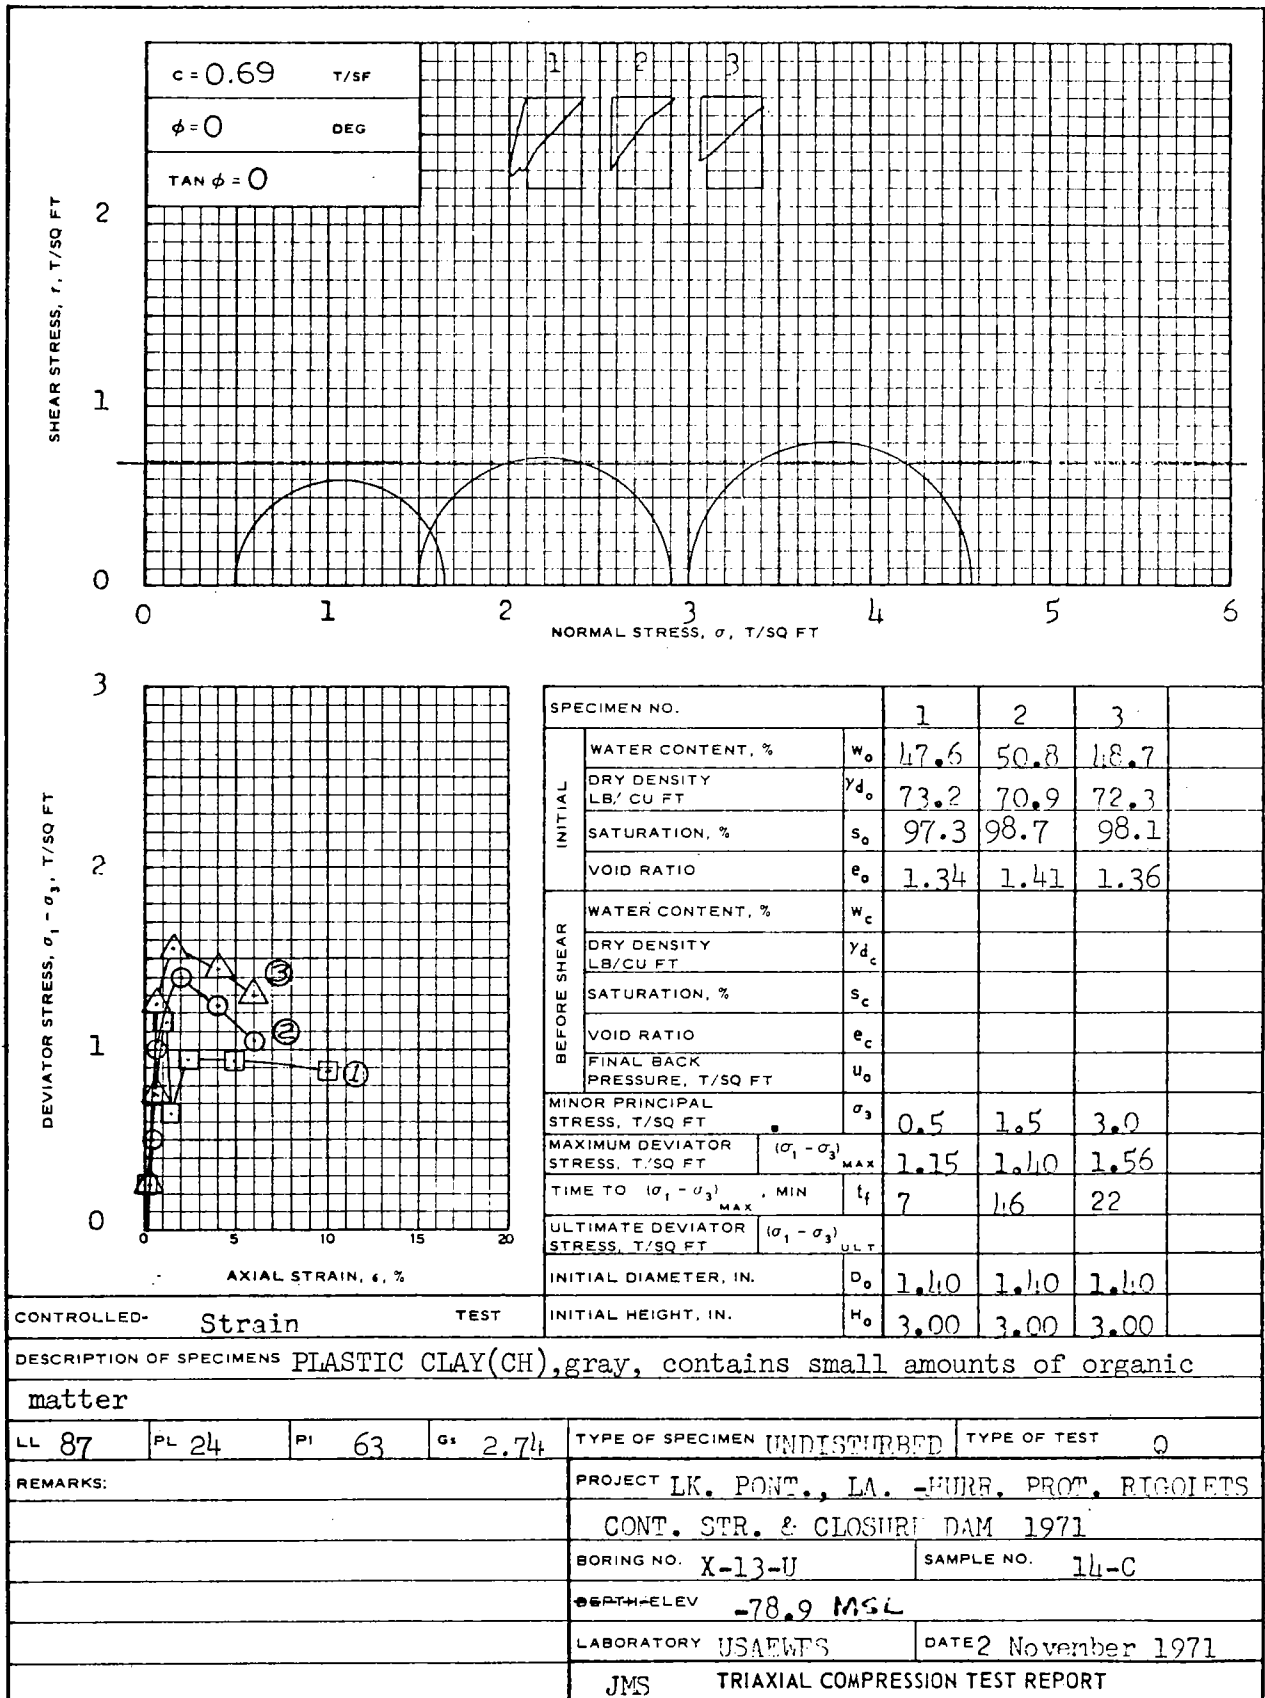 C = 0.69 T/SF
φ = 0 DEG
TAN φ = 0
1 2 3
SHEAR STRESS, τ, T/SQ FT
2
1
0
0 1 2 3 4 5 6
NORMAL STRESS, σ, T/SQ FT
DEVIATOR STRESS, σ1 - σ3, T/SQ FT
3
2
1
0
③
②
①
0 5 10 15 20
AXIAL STRAIN, ε, %
CONTROLLED- Strain TEST
SPECIMEN NO. 1 2 3
INITIAL
WATER CONTENT, % wo 47.6 50.8 48.7
DRY DENSITY LB/ CU FT γdo 73.2 70.9 72.3
SATURATION, % so 97.3 98.7 98.1
VOID RATIO eo 1.34 1.41 1.36
BEFORE SHEAR
WATER CONTENT, % wc
DRY DENSITY LB/CU FT γdc
SATURATION, % sc
VOID RATIO ec
FINAL BACK PRESSURE, T/SQ FT uo
MINOR PRINCIPAL STRESS, T/SQ FT σ3 0.5 1.5 3.0
MAXIMUM DEVIATOR STRESS, T/SQ FT (σ1 - σ3) MAX 1.15 1.40 1.56
TIME TO (σ1 - σ3) MAX , MIN tf 7 46 22
ULTIMATE DEVIATOR STRESS, T/SQ FT (σ1 - σ3) ULT
INITIAL DIAMETER, IN. Do 1.40 1.40 1.40
INITIAL HEIGHT, IN. Ho 3.00 3.00 3.00
DESCRIPTION OF SPECIMENS PLASTIC CLAY(CH),gray, contains small amounts of organic
matter
LL 87 PL 24 PI 63 Gs 2.74 TYPE OF SPECIMEN UNDISTURBED TYPE OF TEST Q
REMARKS:
PROJECT LK. PONT., LA. -HURR. PROT. RIGOLETS
CONT. STR. & CLOSURE DAM 1971
BORING NO. X-13-U SAMPLE NO. 14-C
DEPTH-ELEV -78.9 MSL
LABORATORY USAEWES DATE 2 November 1971
JMS TRIAXIAL COMPRESSION TEST REPORT